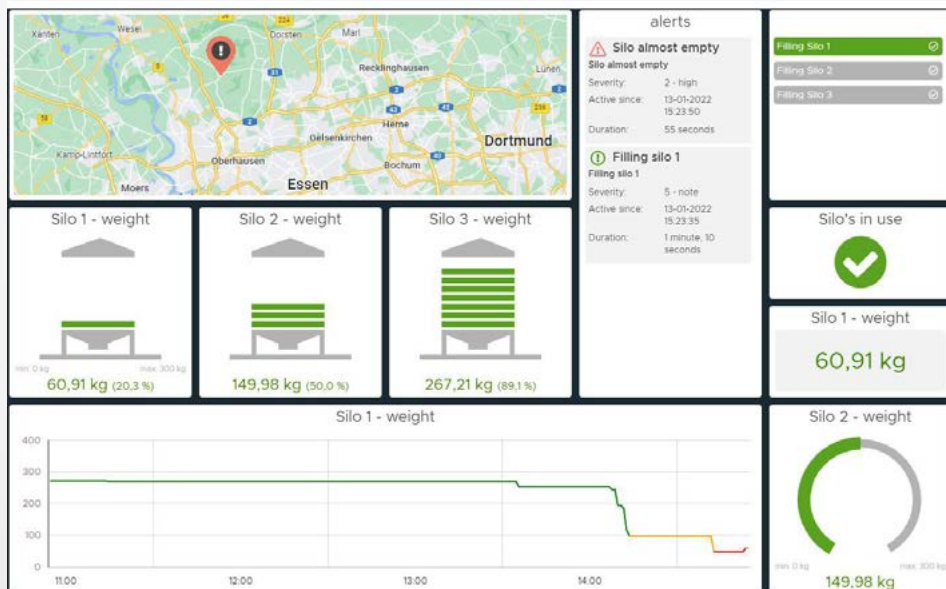 Xanten
Wesel
224
Dorsten
Marl
Recklinghausen
Lünen
Kamp-Lintfort
Gelsenkirchen
Herne
Dortmund
Oberhausen
Bochum
Moers
Essen
alerts
Silo almost empty
Silo almost empty
Severity: 2 - high
Active since: 13-01-2022
15:23:50
Duration: 55 seconds
Filling silo 1
Filling silo 1
Severity: 5 - note
Active since: 13-01-2022
15:23:35
Duration: 1 minute, 10
seconds
Filling Silo 1
Filling Silo 2
Filling Silo 3
Silo 1 - weight
min: 0 kg
max: 300 kg
60,91 kg (20,3 %)
Silo 2 - weight
149,98 kg (50,0 %)
Silo 3 - weight
267,21 kg (89,1 %)
Silo's in use
Silo 1 - weight
60,91 kg
Silo 1 - weight
400
300
200
100
0
11:00
12:00
13:00
14:00
Silo 2 - weight
min: 0 kg
max: 300 kg
149,98 kg